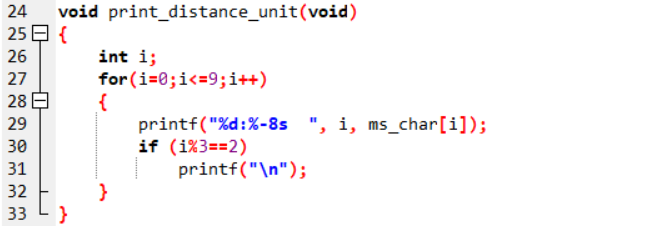 24 void print_distance_unit(void)
25 {
26 int i;
27 for(i=0;i<=9;i++)
28 {
29 printf("%d:%-8s  ", i, ms_char[i]);
30 if (i%3==2)
31 printf("\n");
32 }
33 }